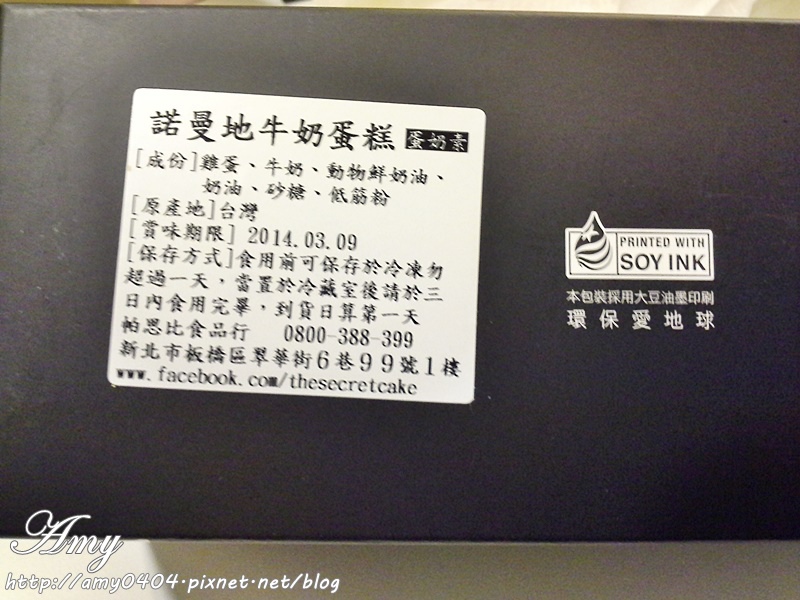 諾曼地牛奶蛋糕 蛋奶素
[成份]雞蛋、牛奶、動物鮮奶油、
奶油、砂糖、低筋粉
[原產地]台灣
[賞味期限] 2014.03.09
[保存方式]食用前可保存於冷凍勿
超過一天，當置於冷藏室後請於三
日內食用完畢，到貨日算第一天
帕恩比食品行 0800-388-399
新北市板橋區翠華街6巷99號1樓
www.facebook.com/thesecretcake
PRINTED WITH
SOY INK
本包裝採用大豆油墨印刷
環保愛地球
Amy
http://amy0404.pixnet.net/blog